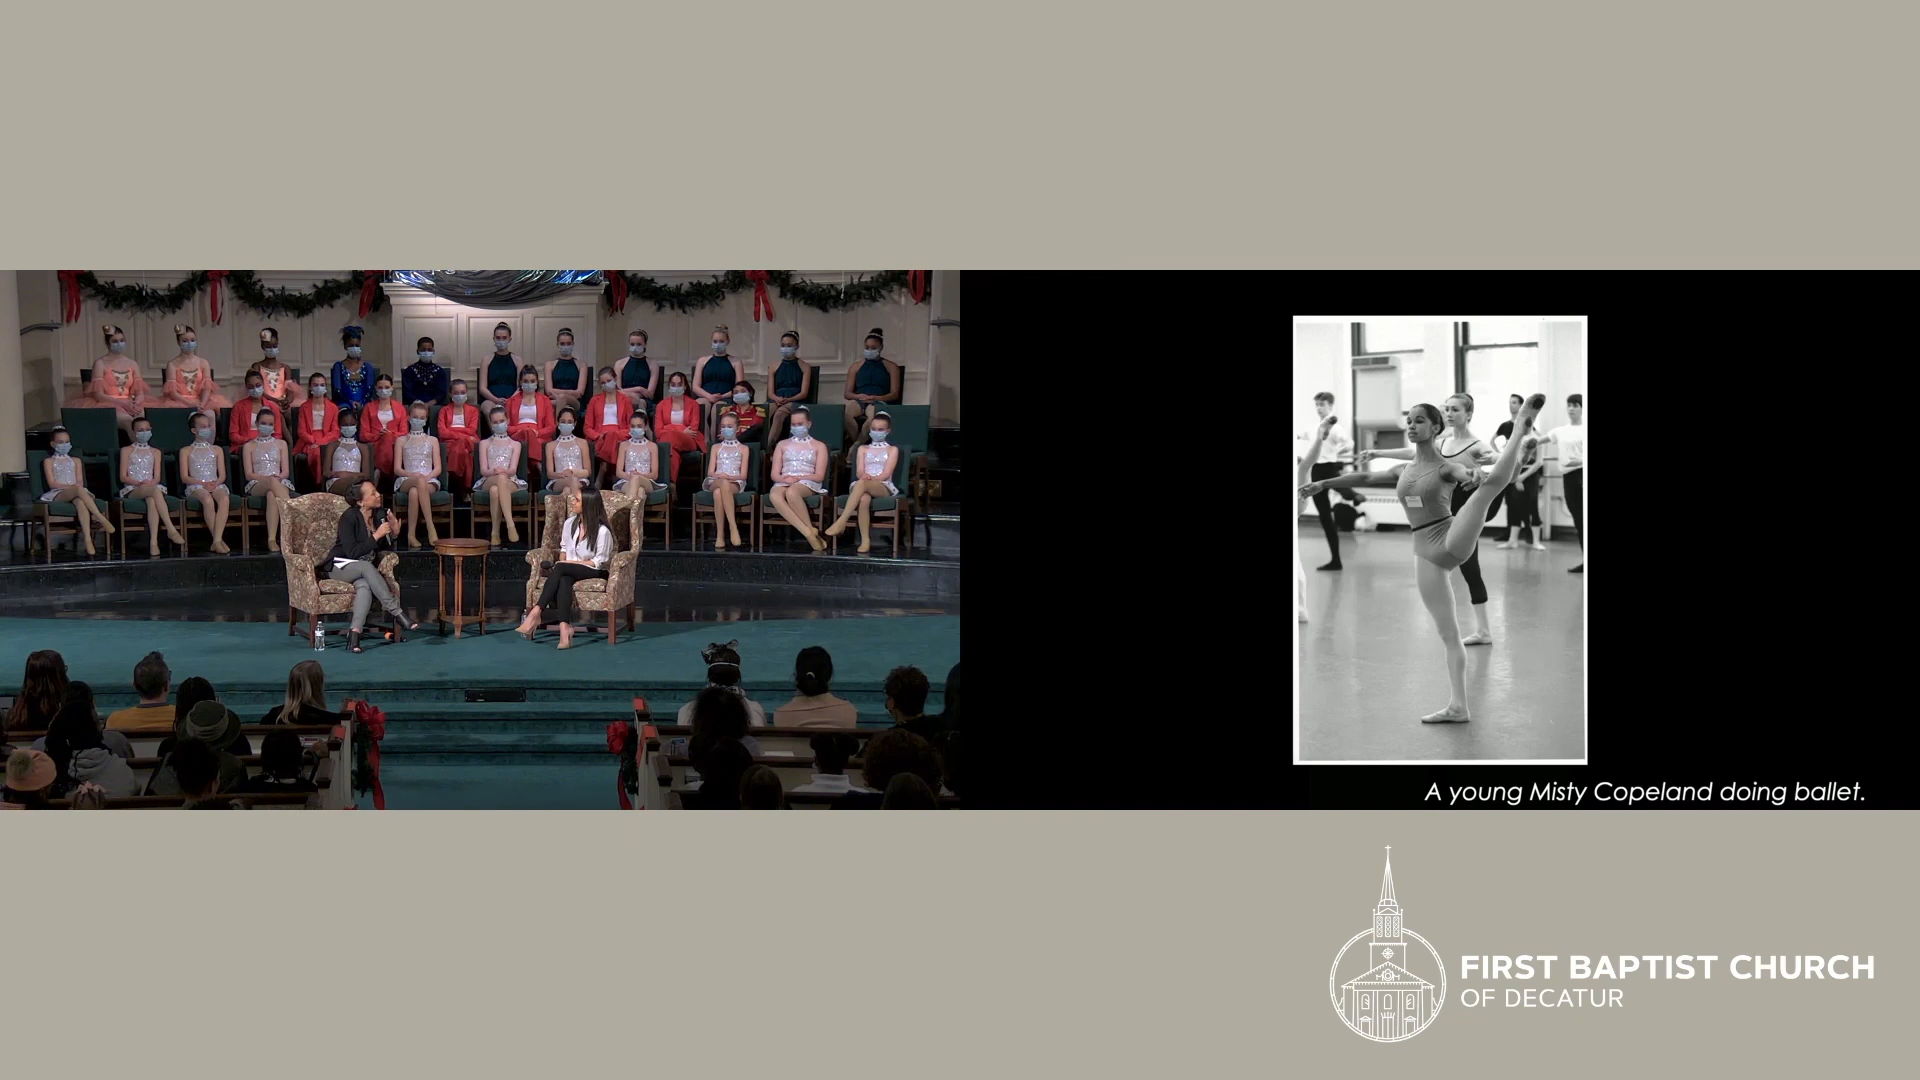 A young Misty Copeland doing ballet.
FIRST BAPTIST CHURCH
OF DECATUR